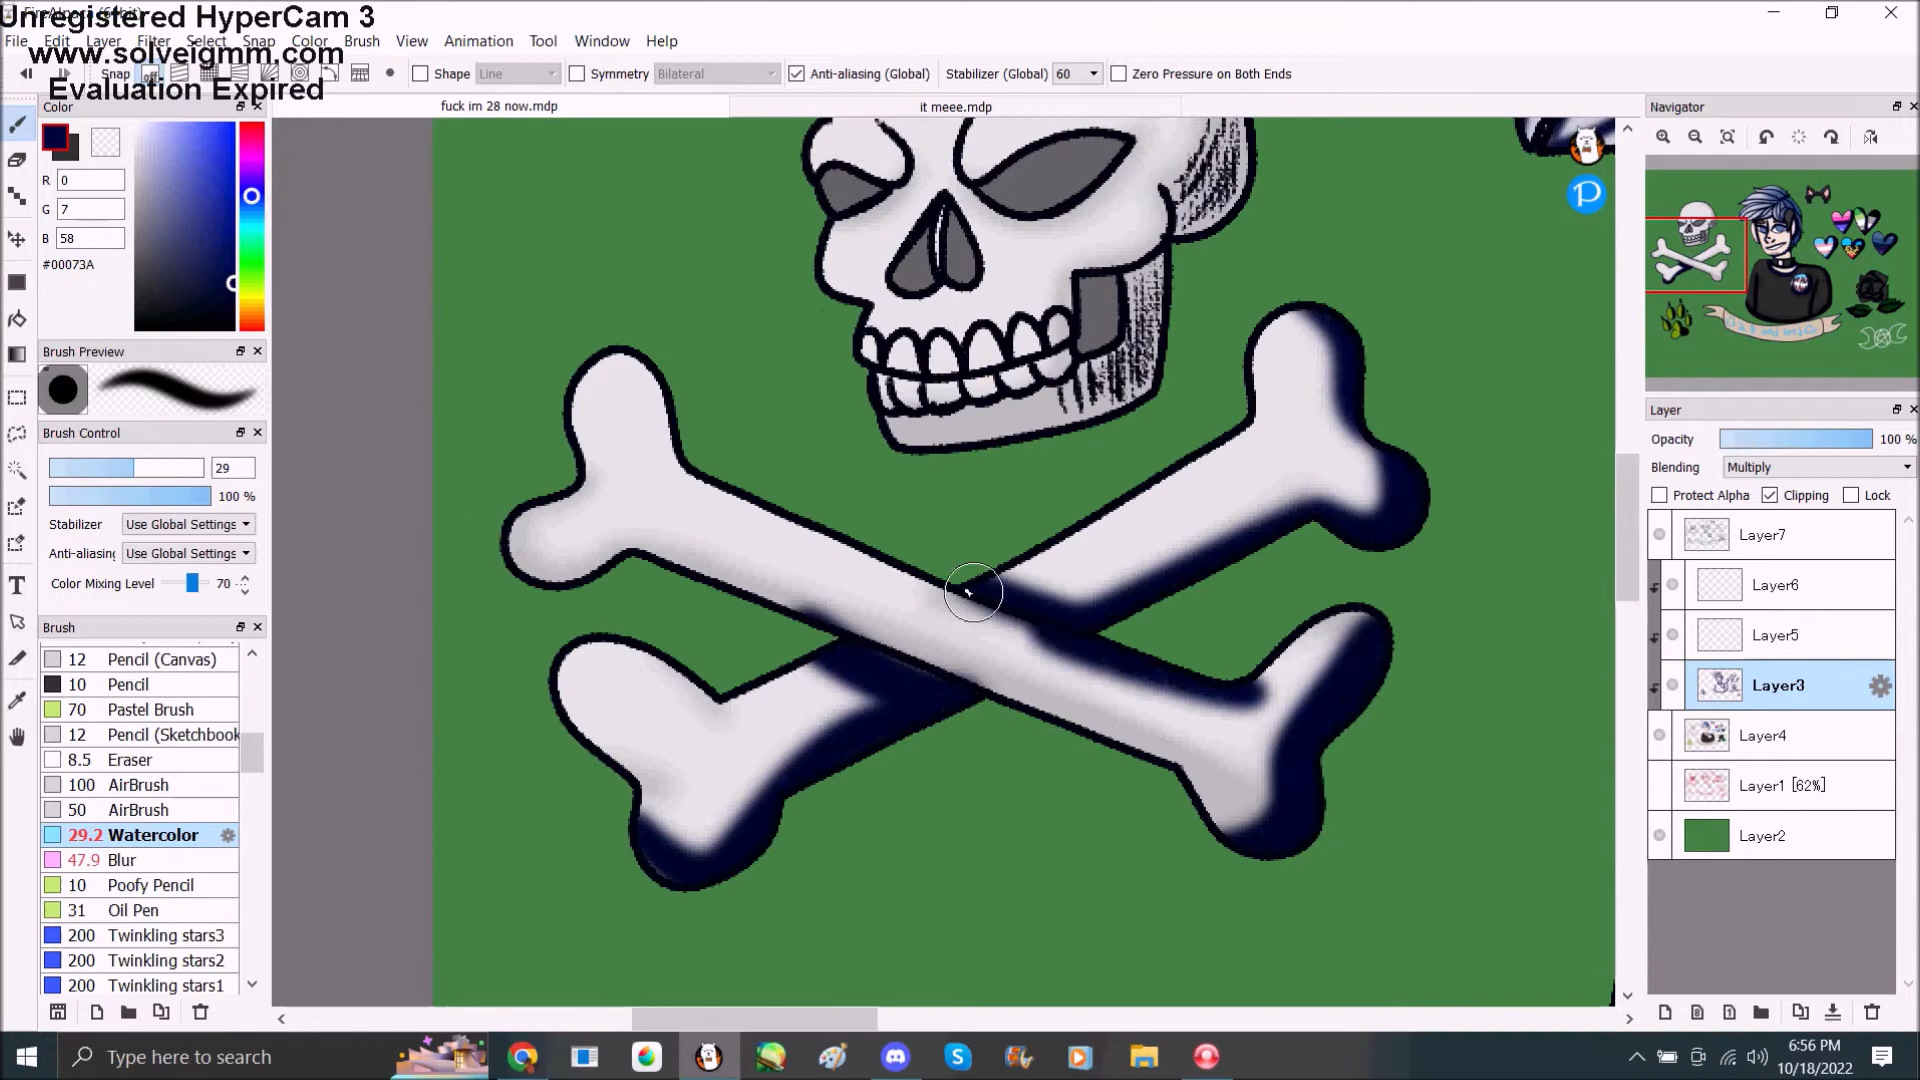 Unregistered HyperCam 3
www.solveigmm.com
Evaluation Expired
File Edit Layer Filter Select Snap Color Brush View Animation Tool Window Help
Snap off Shape Line Symmetry Bilateral Anti-aliasing (Global) Stabilizer (Global) 60 Zero Pressure on Both Ends
fuck im 28 now.mdp
it meee.mdp
Color
R 0
G 7
B 58
#00073A
Brush Preview
Brush Control
29
100 %
Stabilizer Use Global Settings
Anti-aliasing Use Global Settings
Color Mixing Level 70
Brush
12 Pencil (Canvas)
10 Pencil
70 Pastel Brush
12 Pencil (Sketchbook
8.5 Eraser
100 AirBrush
50 AirBrush
29.2 Watercolor
47.9 Blur
10 Poofy Pencil
31 Oil Pen
200 Twinkling stars3
200 Twinkling stars2
200 Twinkling stars1
P
Navigator
Layer
Opacity 100 %
Blending Multiply
Protect Alpha Clipping Lock
Layer7
Layer6
Layer5
Layer3
Layer4
Layer1 [62%]
Layer2
Type here to search
6:56 PM
10/18/2022